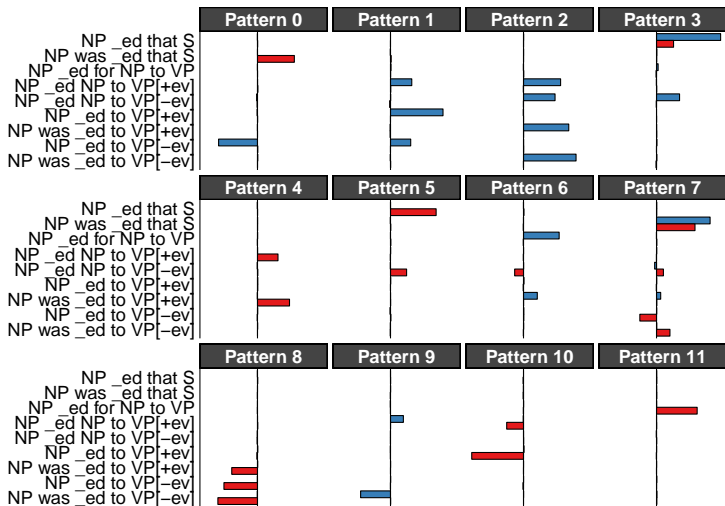 Pattern 0 Pattern 1 Pattern 2 Pattern 3
NP _ed that S
NP was _ed that S
NP _ed for NP to VP
NP _ed NP to VP[+ev]
NP _ed NP to VP[−ev]
NP _ed to VP[+ev]
NP was _ed to VP[+ev]
NP _ed to VP[−ev]
NP was _ed to VP[−ev]
Pattern 4 Pattern 5 Pattern 6 Pattern 7
NP _ed that S
NP was _ed that S
NP _ed for NP to VP
NP _ed NP to VP[+ev]
NP _ed NP to VP[−ev]
NP _ed to VP[+ev]
NP was _ed to VP[+ev]
NP _ed to VP[−ev]
NP was _ed to VP[−ev]
Pattern 8 Pattern 9 Pattern 10 Pattern 11
NP _ed that S
NP was _ed that S
NP _ed for NP to VP
NP _ed NP to VP[+ev]
NP _ed NP to VP[−ev]
NP _ed to VP[+ev]
NP was _ed to VP[+ev]
NP _ed to VP[−ev]
NP was _ed to VP[−ev]